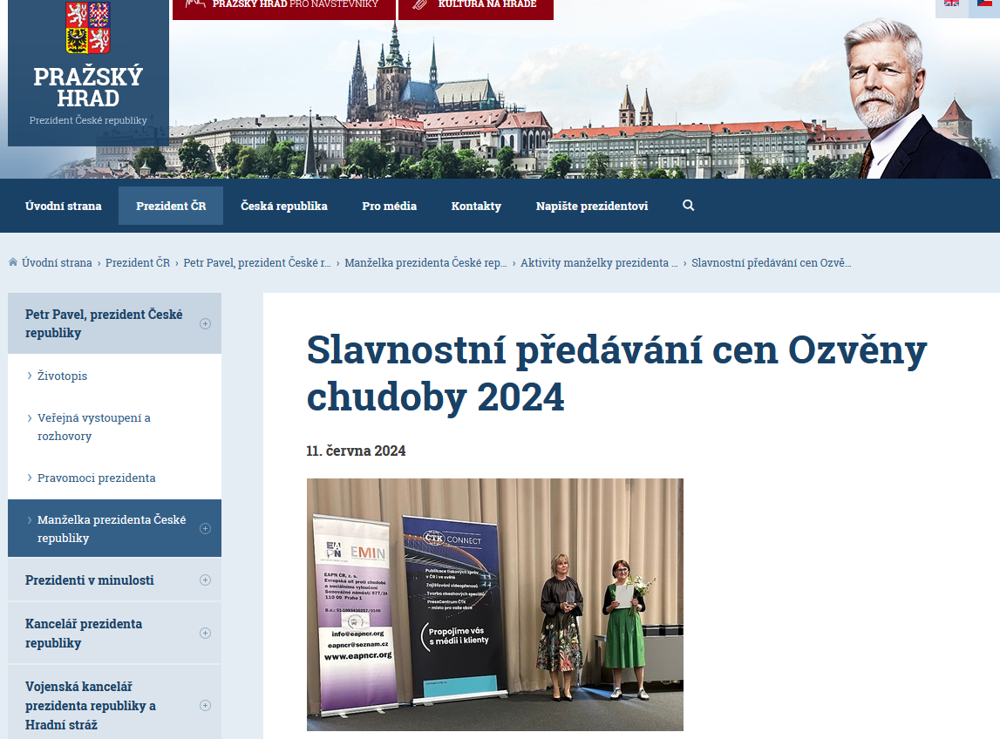 PRAŽSKÝ HRAD PRO NÁVŠTĚVNÍKY
KULTURA NA HRADĚ
PRAŽSKÝ
HRAD
Prezident České republiky
Úvodní strana
Prezident ČR
Česká republika
Pro média
Kontakty
Napište prezidentovi
Úvodní strana › Prezident ČR › Petr Pavel, prezident České r... › Manželka prezidenta České rep... › Aktivity manželky prezidenta ... › Slavnostní předávání cen Ozvě...
Petr Pavel, prezident České
republiky
Životopis
Veřejná vystoupení a
rozhovory
Pravomoci prezidenta
Manželka prezidenta České
republiky
Prezidenti v minulosti
Kancelář prezidenta
republiky
Vojenská kancelář
prezidenta republiky a
Hradní stráž
Slavnostní předávání cen Ozvěny
chudoby 2024
11. června 2024
EAPN
EMIN
EAPN ČR, z. s.
Evropská síť proti chudobě
a sociálnímu vyloučení
Senovážné náměstí 977/24
110 00 Praha 1
info@eapncr.org
eapncr@seznam.cz
www.eapncr.org
ČTK CONNECT
Publikace tiskových zpráv
v ČR i ve světě
Zajišťování videopřenosů
Tvorba obsahových speciálů
PressCentrum ČTK
– místo pro vaše akce
Propojíme vás
s médii i klienty